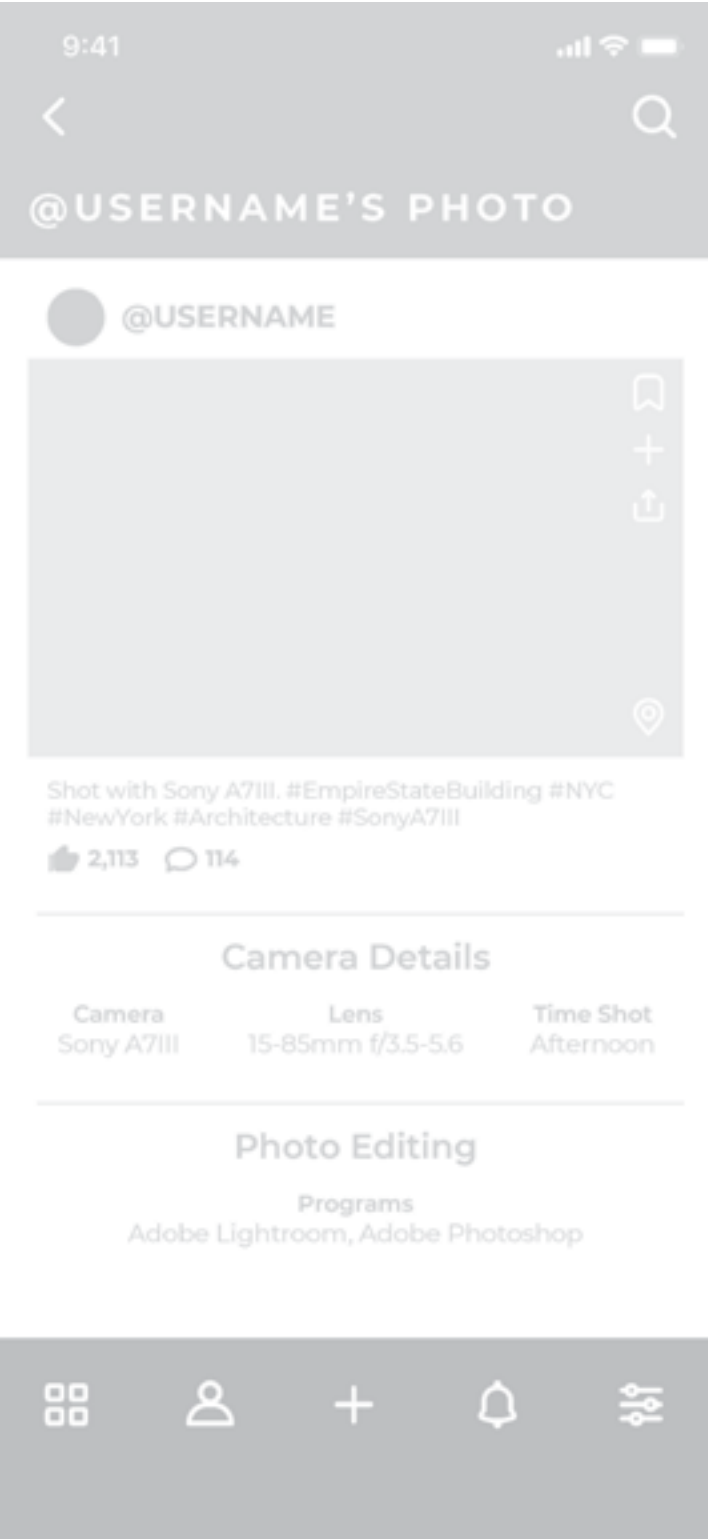 9:41
@USERNAME’S PHOTO
@USERNAME
Shot with Sony A7III. #EmpireStateBuilding #NYC
#NewYork #Architecture #SonyA7III
2,113 114
Camera Details
Camera Lens Time Shot
Sony A7III 15-85mm f/3.5-5.6 Afternoon
Photo Editing
Programs
Adobe Lightroom, Adobe Photoshop